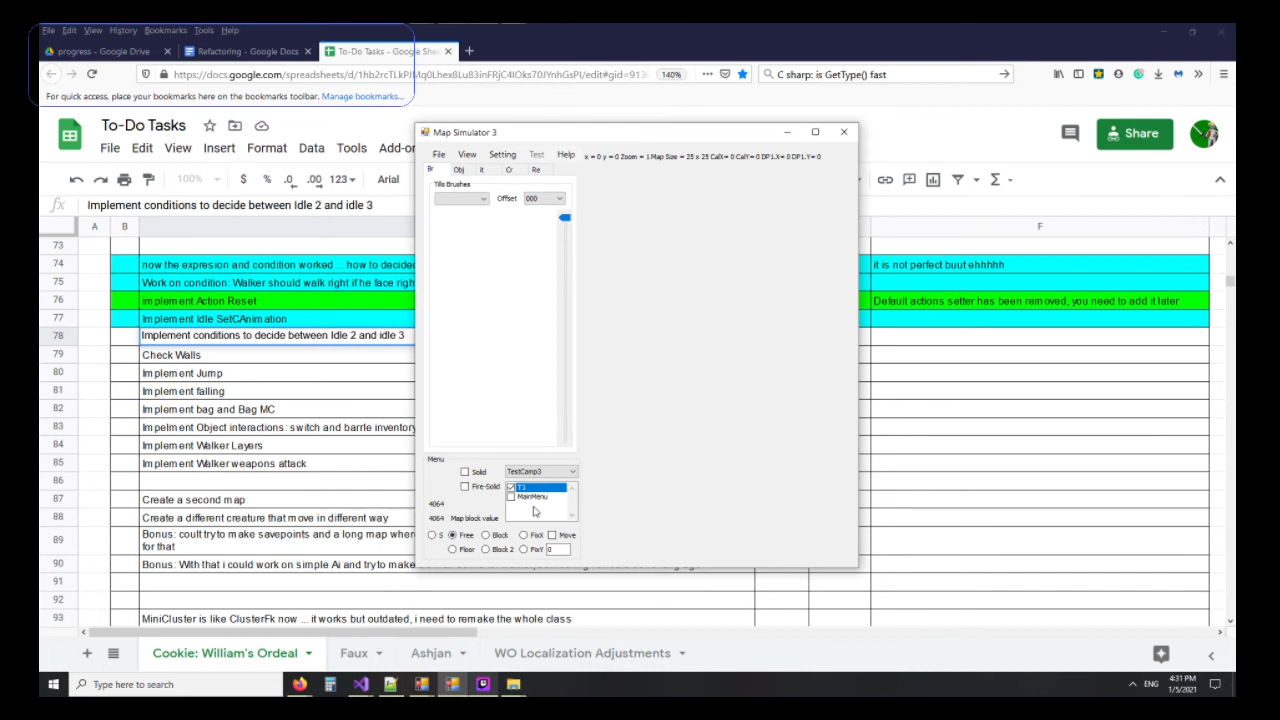 File Edit View History Bookmarks Tools Help
progress - Google Drive Refactoring - Google Docs To-Do Tasks - Google She
140% C sharp: is GetType() fast
For quick access, place your bookmarks here on the bookmarks toolbar. Manage bookmarks...
To-Do Tasks
File Edit View Insert Format Data Tools Add-o
Share
100% $ % .0 .00 123 Arial
fx Implement conditions to decide between Idle 2 and idle 3
A B F
73
74 now the expresion and condition worked ... how to decided it is not perfect buut ehhhhh
75 Work on condition: Walker should walk right if he face righ
76 implement Action Reset Default actions setter has been removed, you need to add it later
77 Implement Idle SetCAnimation
78 Implement conditions to decide between Idle 2 and idle 3
79 Check Walls
80 Implement Jump
81 Implement falling
82 Implement bag and Bag MC
83 Impelment Object interactions: switch and barrle inventory
84 Implement Walker Layers
85 Implement Walker weapons attack
86
87 Create a second map
88 Create a different creature that move in different way
89 Bonus: coult try to make savepoints and a long map where
for that
90 Bonus: With that i could work on simple Ai and try to make
91
92
93 MiniCluster is like ClusterFk now ... it works but outdated, i need to remake the whole class
Map Simulator 3
File View Setting Test Help x = 0 y = 0 Zoom = 1 Map Size = 25 x 25 CalX= 0 CalY= 0 DP1.X= 0 DP1.Y= 0
Br Obj it Cr Re
Tills Brushes
Offset 000
Menu
Solid TestCamp3
Fire-Solid T1
MainMenu
4064
4064 Map block value
S Free Block FixX Move
Floor Block 2 FixY 0
Cookie: William's Ordeal Faux Ashjan WO Localization Adjustments
Type here to search ENG 4:31 PM
1/5/2021